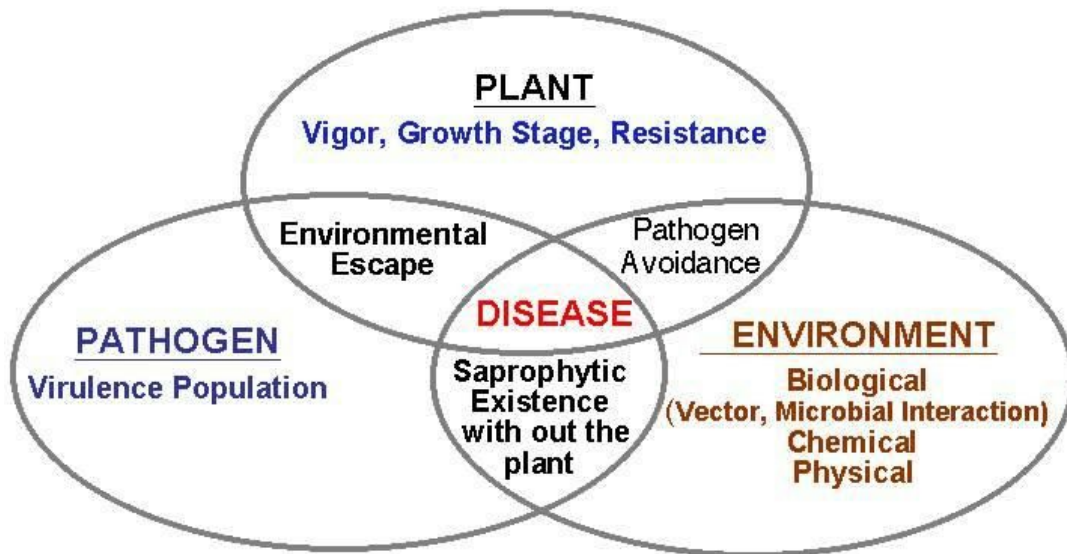 PLANT
Vigor, Growth Stage, Resistance
Environmental
Escape
Pathogen
Avoidance
DISEASE
PATHOGEN
Virulence Population
Saprophytic
Existence
with out the
plant
ENVIRONMENT
Biological
(Vector, Microbial Interaction)
Chemical
Physical